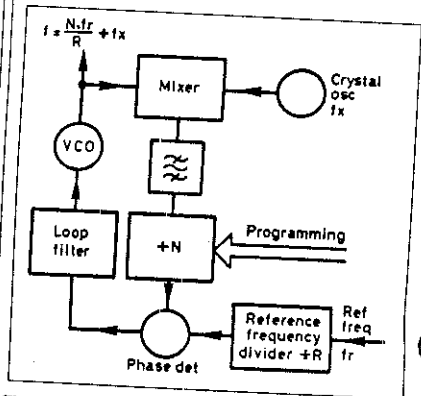 f = N.fr/R + fx
Mixer
Crystal
osc
fx
VCO
Loop
filter
÷N
Programming
Phase det
Reference
frequency
divider ÷R
Ref
freq
fr